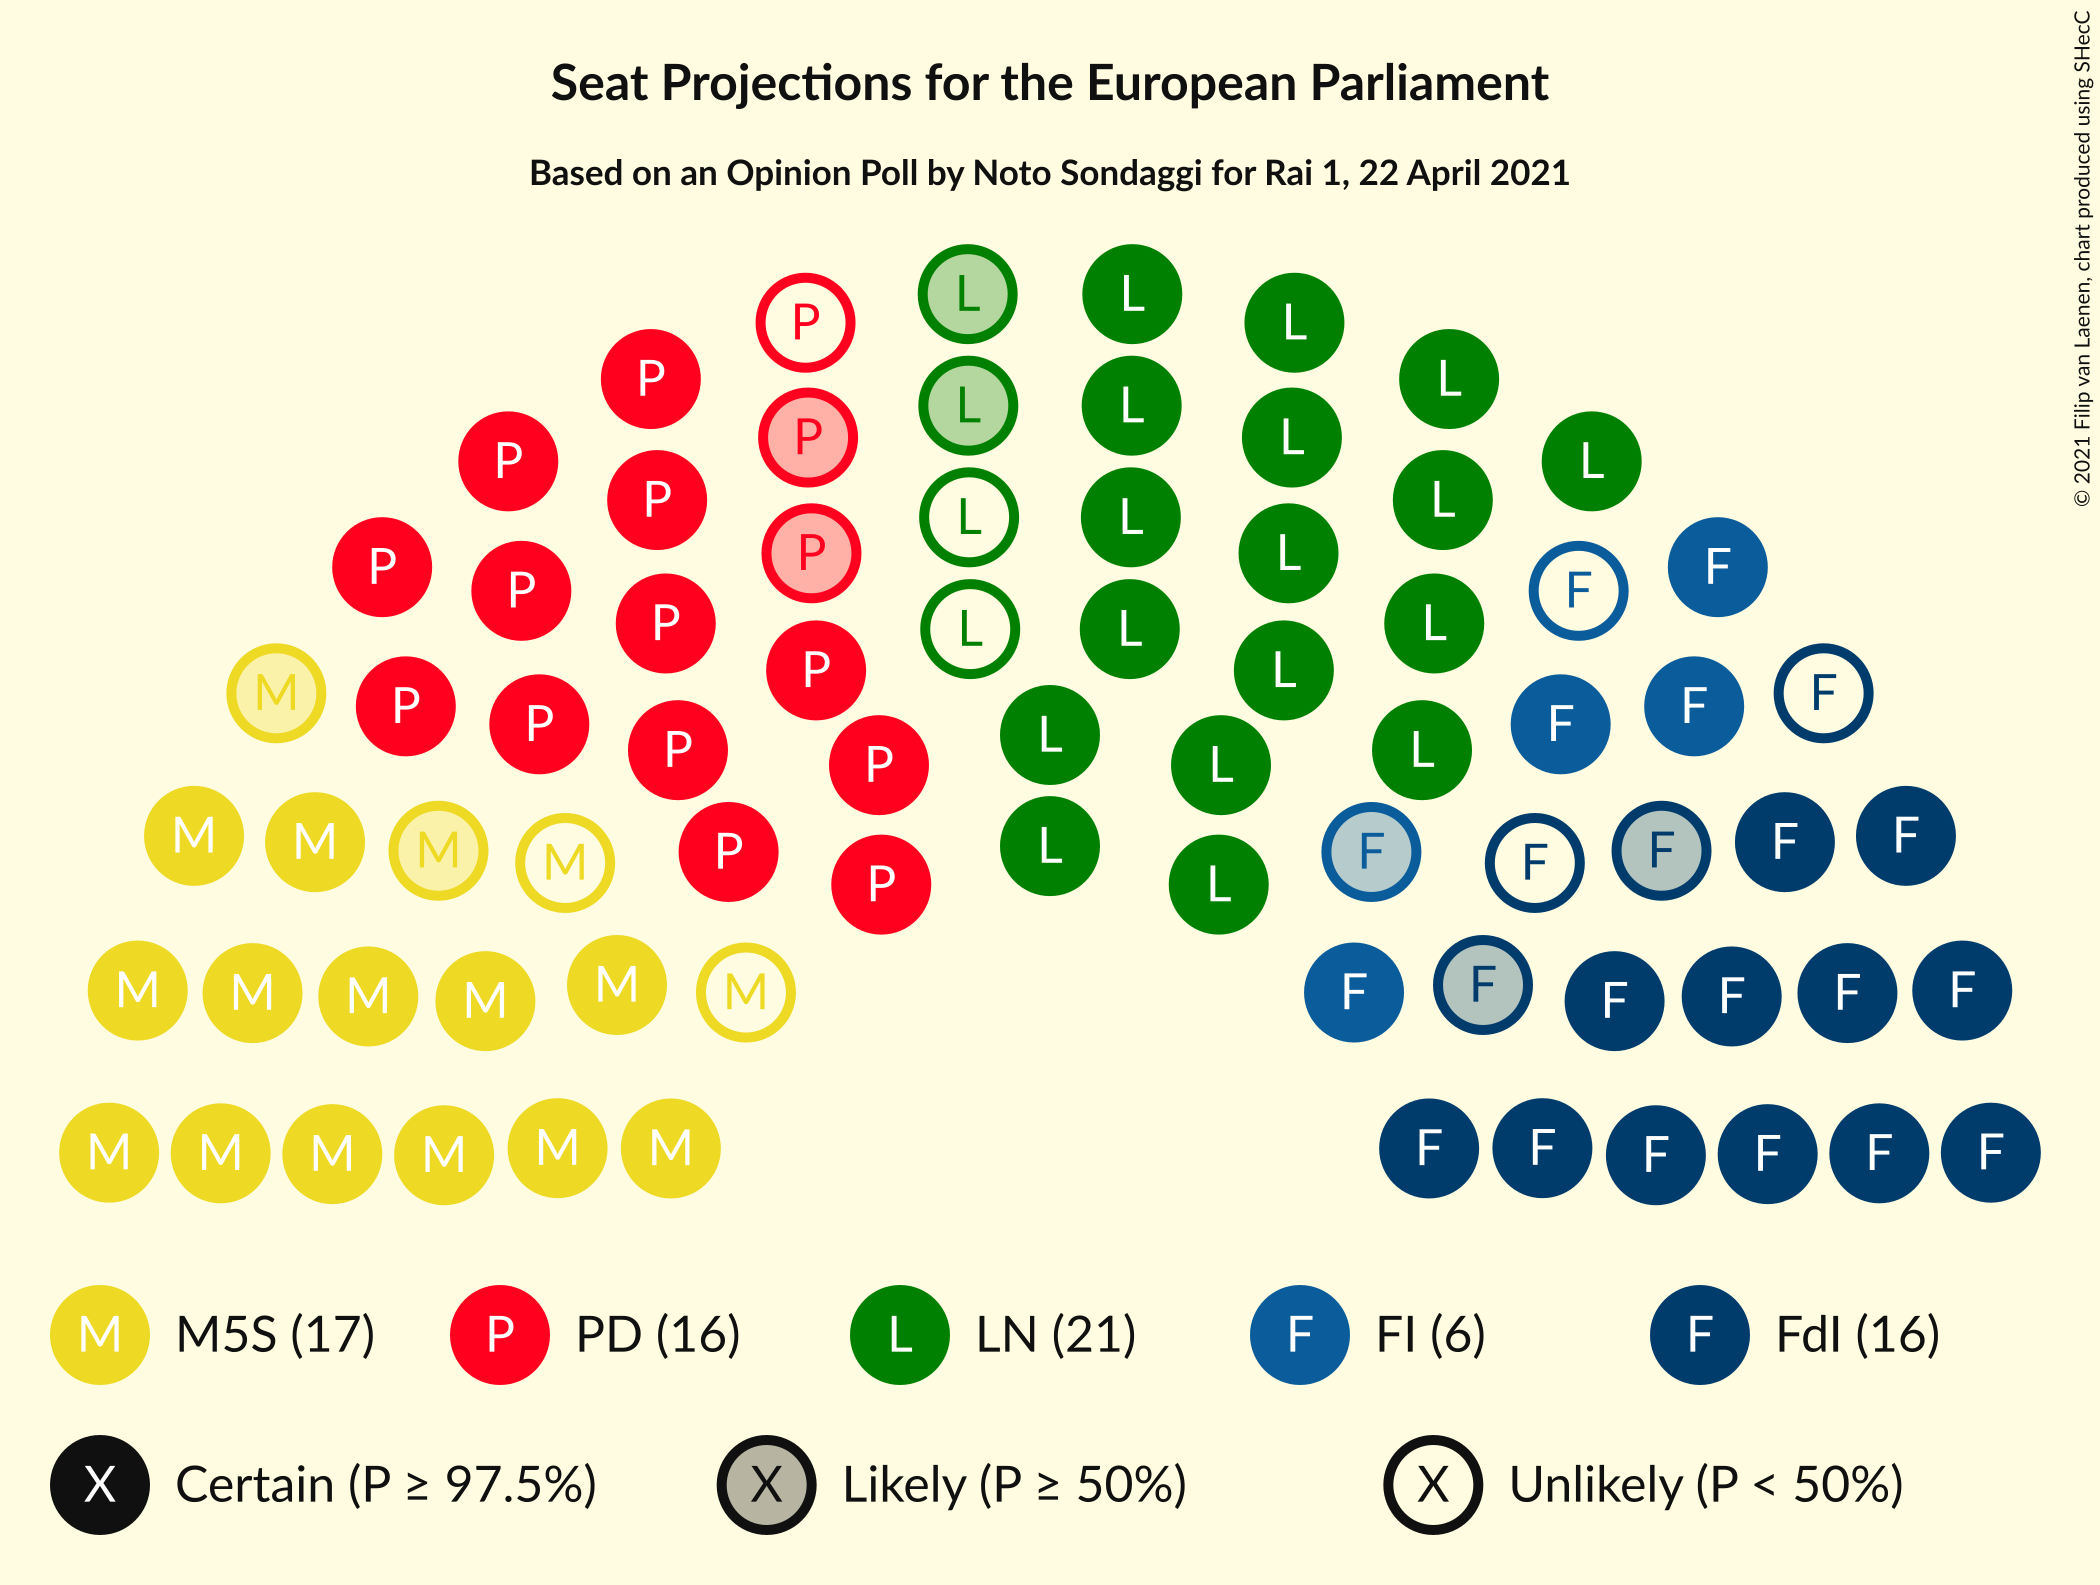 Seat Projections for the European Parliament
Based on an Opinion Poll by Noto Sondaggi for Rai 1, 22 April 2021
© 2021 Filip van Laenen, chart produced using SHecC
L L
P L L
P L
P L L L
P L
P L L
P L L
P L L
P F F
P L L
P L
P L
M P F F
P L F
P F
P L
P L L
M M M M F F F F
P L F
P L
M M M M M M F F F F F F
M M M M M M F F F F F F
M M5S (17) P PD (16) L LN (21) F FI (6) F FdI (16)
X Certain (P ≥ 97.5%) X Likely (P ≥ 50%) X Unlikely (P < 50%)